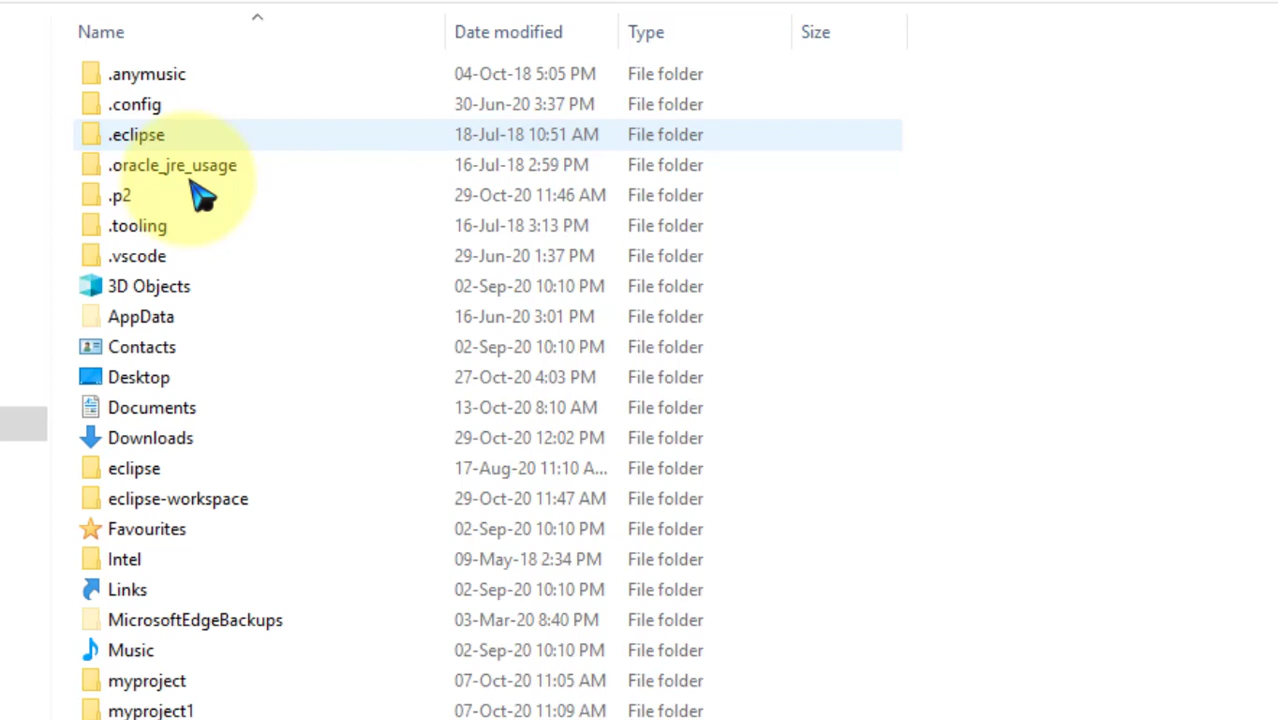 Name Date modified Type Size
.anymusic 04-Oct-18 5:05 PM File folder
.config 30-Jun-20 3:37 PM File folder
.eclipse 18-Jul-18 10:51 AM File folder
.oracle_jre_usage 16-Jul-18 2:59 PM File folder
.p2 29-Oct-20 11:46 AM File folder
.tooling 16-Jul-18 3:13 PM File folder
.vscode 29-Jun-20 1:37 PM File folder
3D Objects 02-Sep-20 10:10 PM File folder
AppData 16-Jun-20 3:01 PM File folder
Contacts 02-Sep-20 10:10 PM File folder
Desktop 27-Oct-20 4:03 PM File folder
Documents 13-Oct-20 8:10 AM File folder
Downloads 29-Oct-20 12:02 PM File folder
eclipse 17-Aug-20 11:10 A... File folder
eclipse-workspace 29-Oct-20 11:47 AM File folder
Favourites 02-Sep-20 10:10 PM File folder
Intel 09-May-18 2:34 PM File folder
Links 02-Sep-20 10:10 PM File folder
MicrosoftEdgeBackups 03-Mar-20 8:40 PM File folder
Music 02-Sep-20 10:10 PM File folder
myproject 07-Oct-20 11:05 AM File folder
myproject1 07-Oct-20 11:09 AM File folder